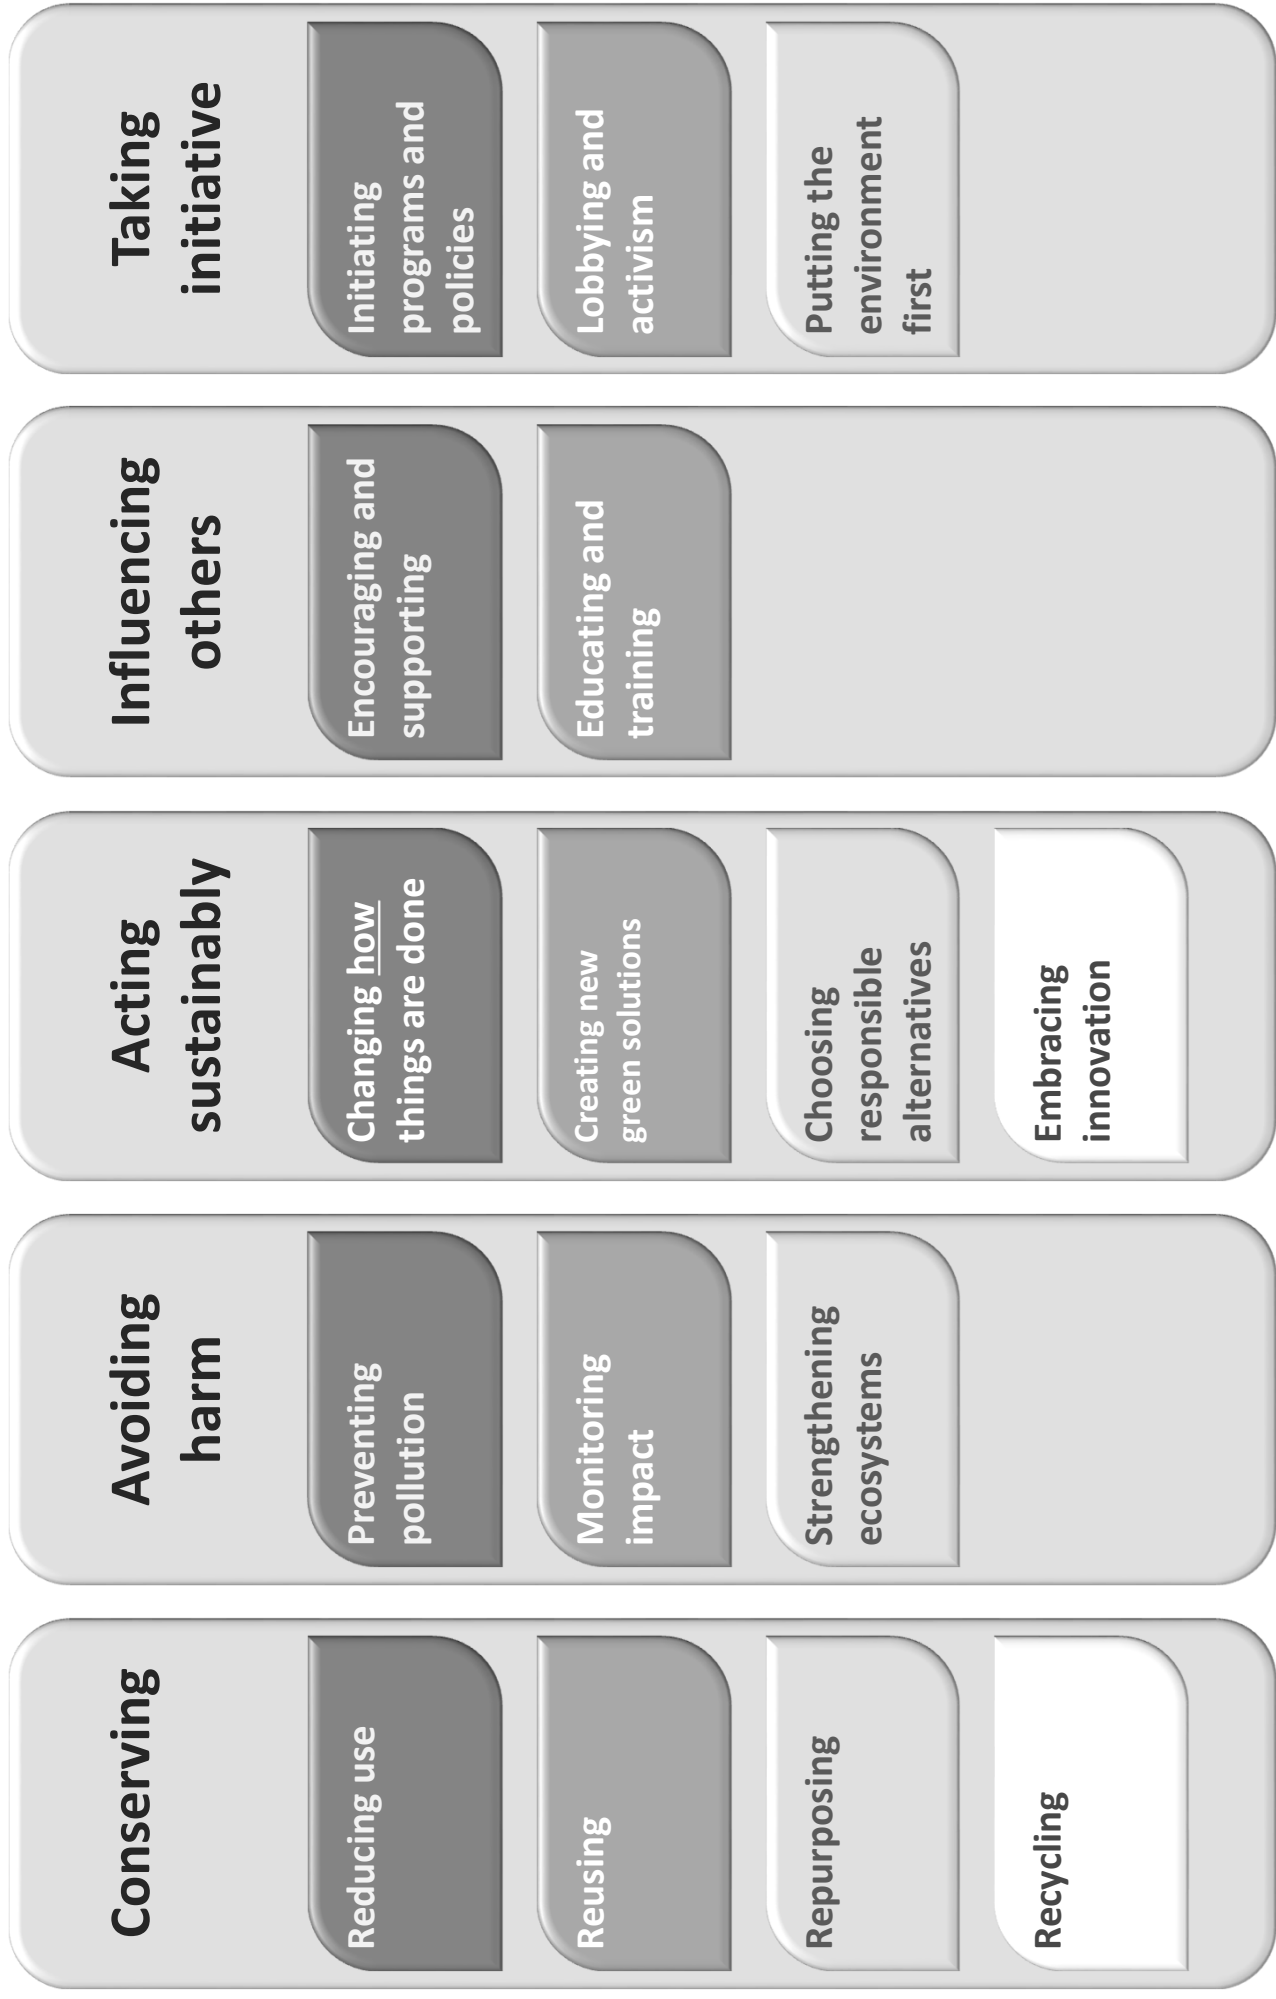 Conserving
Reducing use
Reusing
Repurposing
Recycling
Avoiding
harm
Preventing
pollution
Monitoring
impact
Strengthening
ecosystems
Acting
sustainably
Changing how
things are done
Creating new
green solutions
Choosing
responsible
alternatives
Embracing
innovation
Influencing
others
Encouraging and
supporting
Educating and
training
Taking
initiative
Initiating
programs and
policies
Lobbying and
activism
Putting the
environment
first